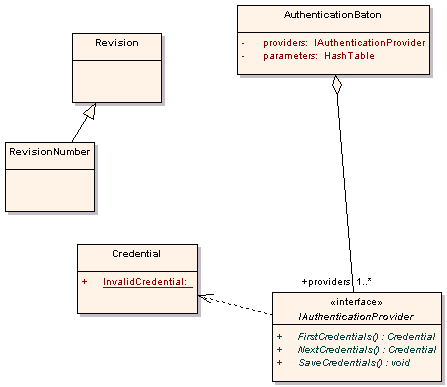 AuthenticationBaton
- providers: IAuthenticationProvider
- parameters: HashTable
Revision
RevisionNumber
Credential
+ InvalidCredential:
+providers 1..*
«interface»
IAuthenticationProvider
+ FirstCredentials() : Credential
+ NextCredentials() : Credential
+ SaveCredentials() : void